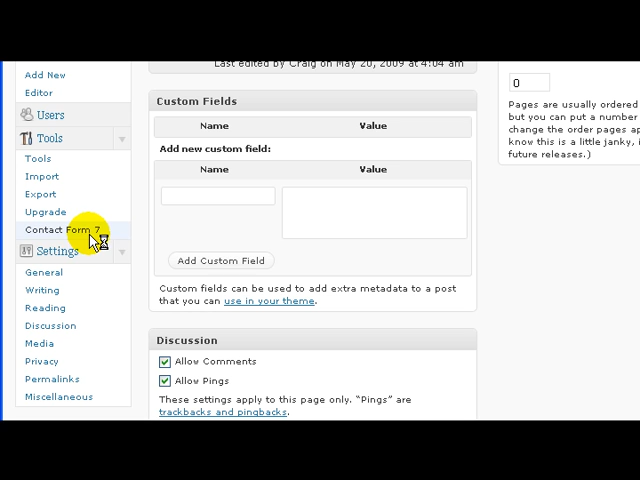 Add New
Editor
Users
Tools
Tools
Import
Export
Upgrade
Contact Form 7
Settings
General
Writing
Reading
Discussion
Media
Privacy
Permalinks
Miscellaneous
Last edited by Craig on May 20, 2009 at 4:04 am
Custom Fields
Name Value
Add new custom field:
Name Value
Add Custom Field
Custom fields can be used to add extra metadata to a post
that you can use in your theme.
Discussion
Allow Comments
Allow Pings
These settings apply to this page only. “Pings” are
trackbacks and pingbacks.
0
Pages are usually ordered
but you can put a number
change the order pages ap
know this is a little janky, i
future releases.)